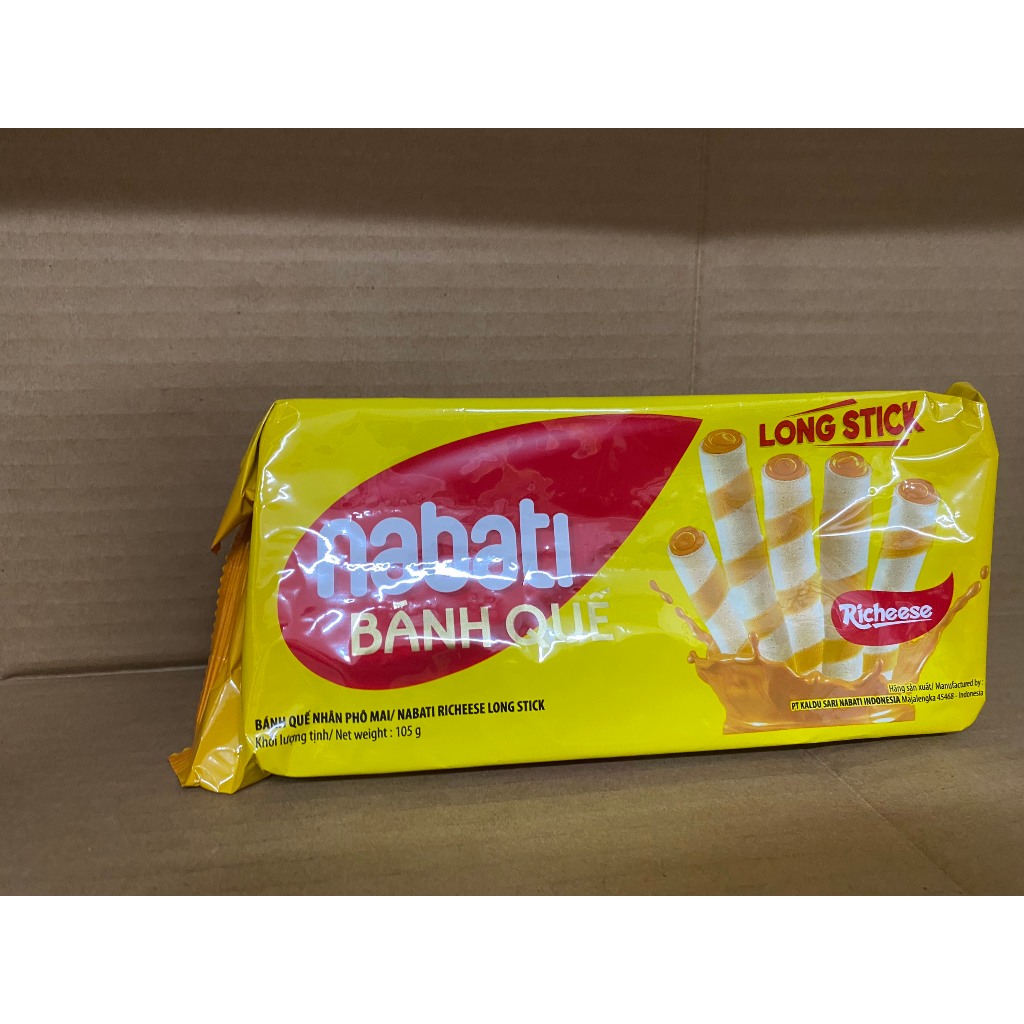 LONG STICK
nabati
BÁNH QUẾ
Richeese
BÁNH QUẾ NHÂN PHÔ MAI/ NABATI RICHEESE LONG STICK
Khối lượng tịnh/ Net weight : 105 g
Hãng sản xuất/ Manufactured by :
PT KALDU SARI NABATI INDONESIA Majalengka 45468 - Indonesia